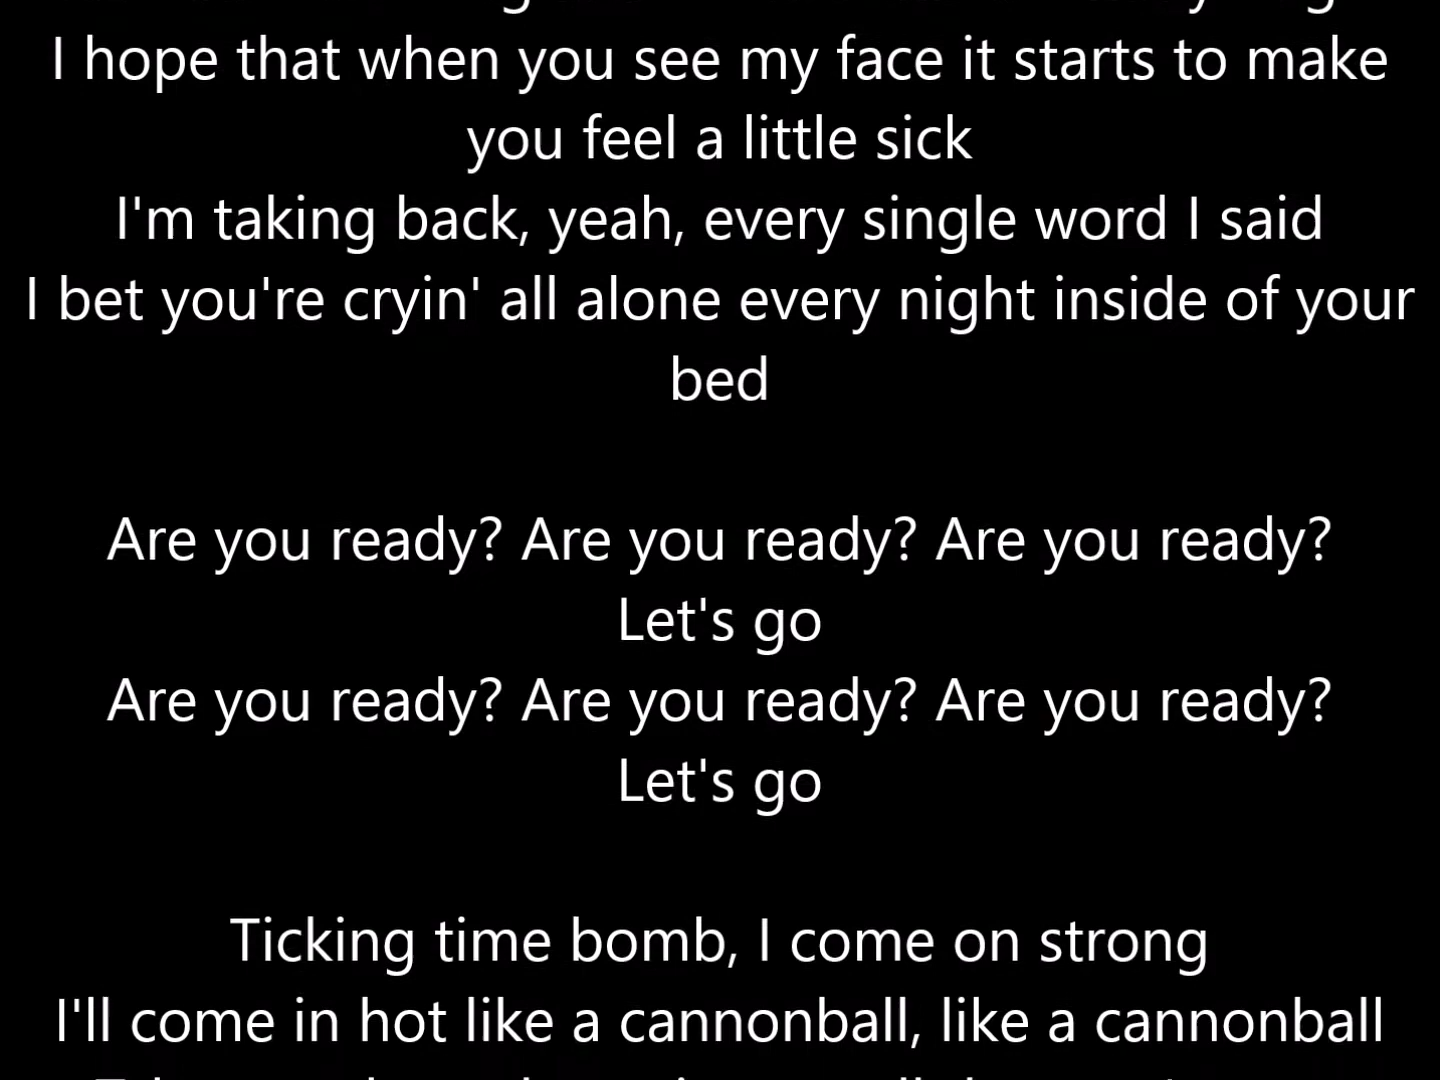 I hope that when you see my face it starts to make
you feel a little sick
I'm taking back, yeah, every single word I said
I bet you're cryin' all alone every night inside of your
bed
Are you ready? Are you ready? Are you ready?
Let's go
Are you ready? Are you ready? Are you ready?
Let's go
Ticking time bomb, I come on strong
I'll come in hot like a cannonball, like a cannonball